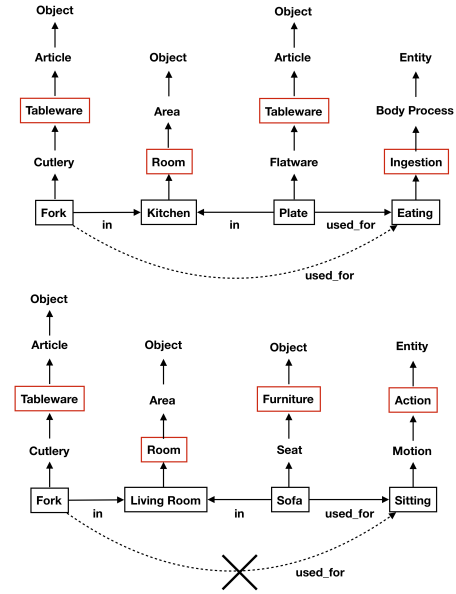 Object Object
Article Object Article Entity
Tableware Area Tableware Body Process
Cutlery Room Flatware Ingestion
Fork Kitchen Plate Eating
in in used_for
used_for
Object
Article Object Object Entity
Tableware Area Furniture Action
Cutlery Room Seat Motion
Fork Living Room Sofa Sitting
in in used_for
used_for